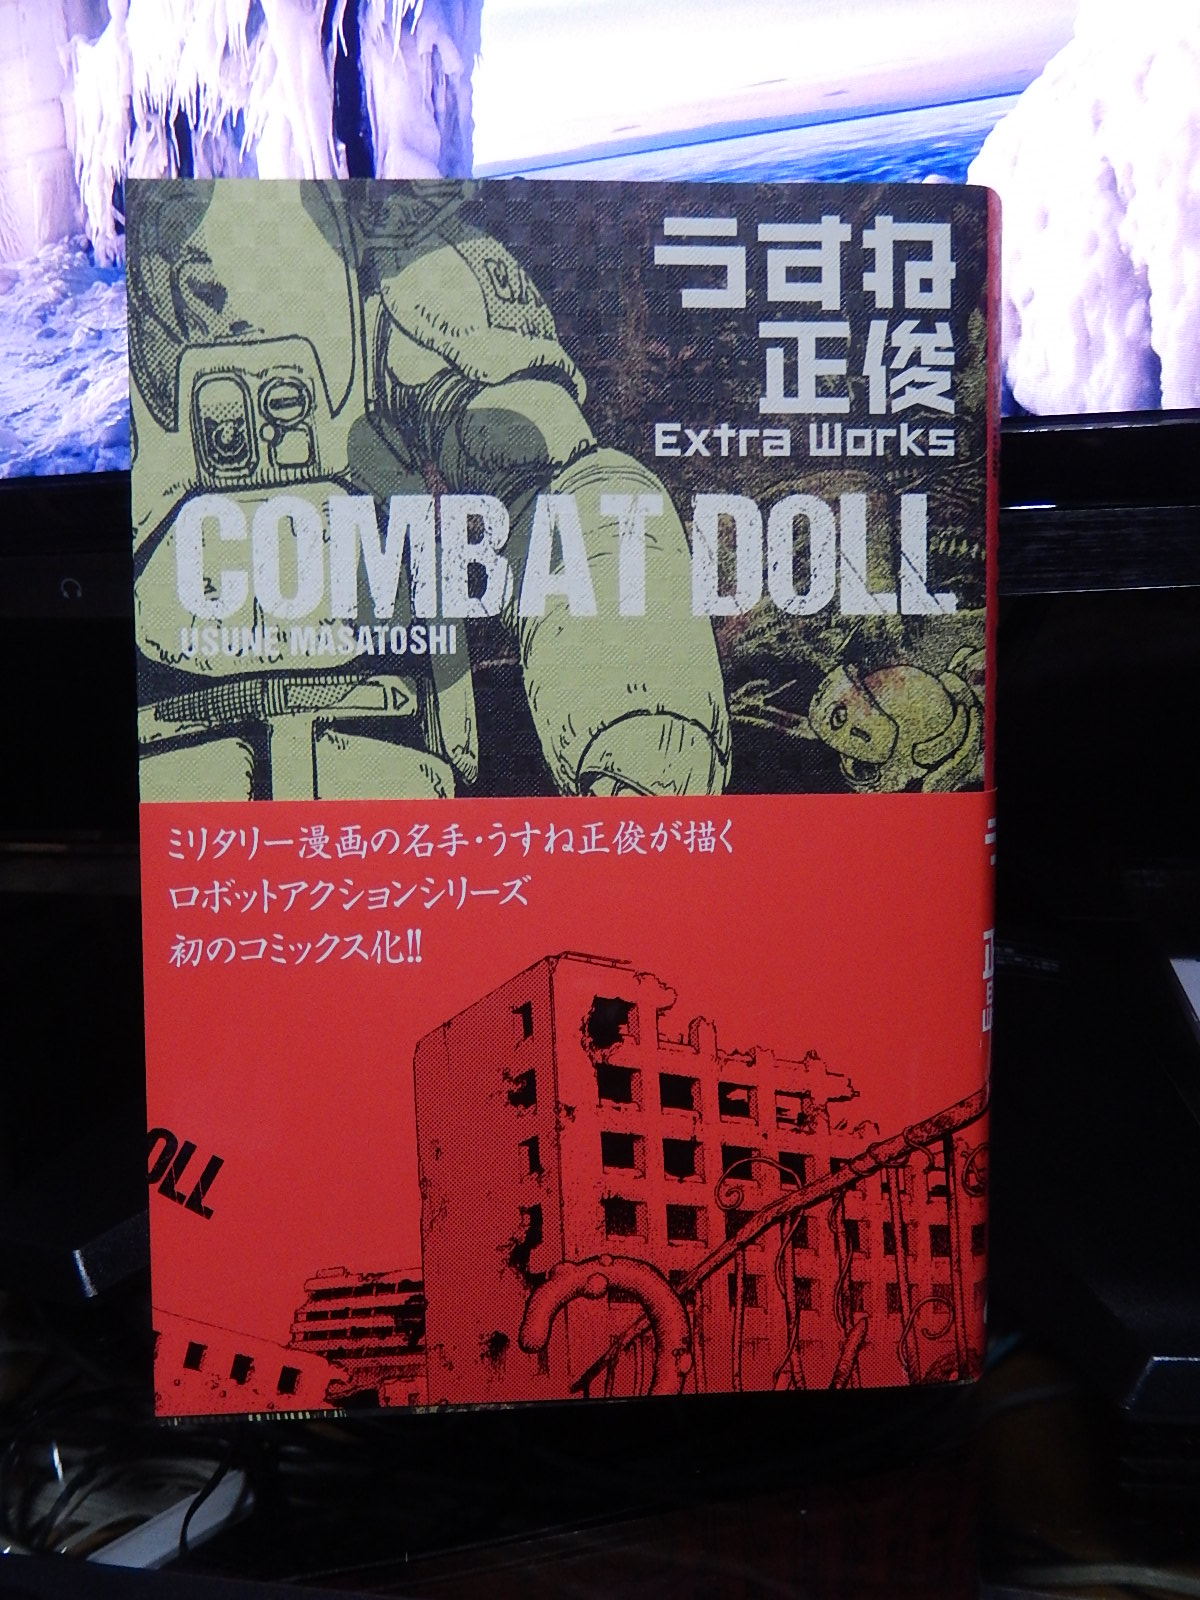 うすね
正俊
Extra Works
COMBAT DOLL
USUNE MASATOSHI
ミリタリー漫画の名手・うすね正俊が描く
ロボットアクションシリーズ
初のコミックス化!!
OLL